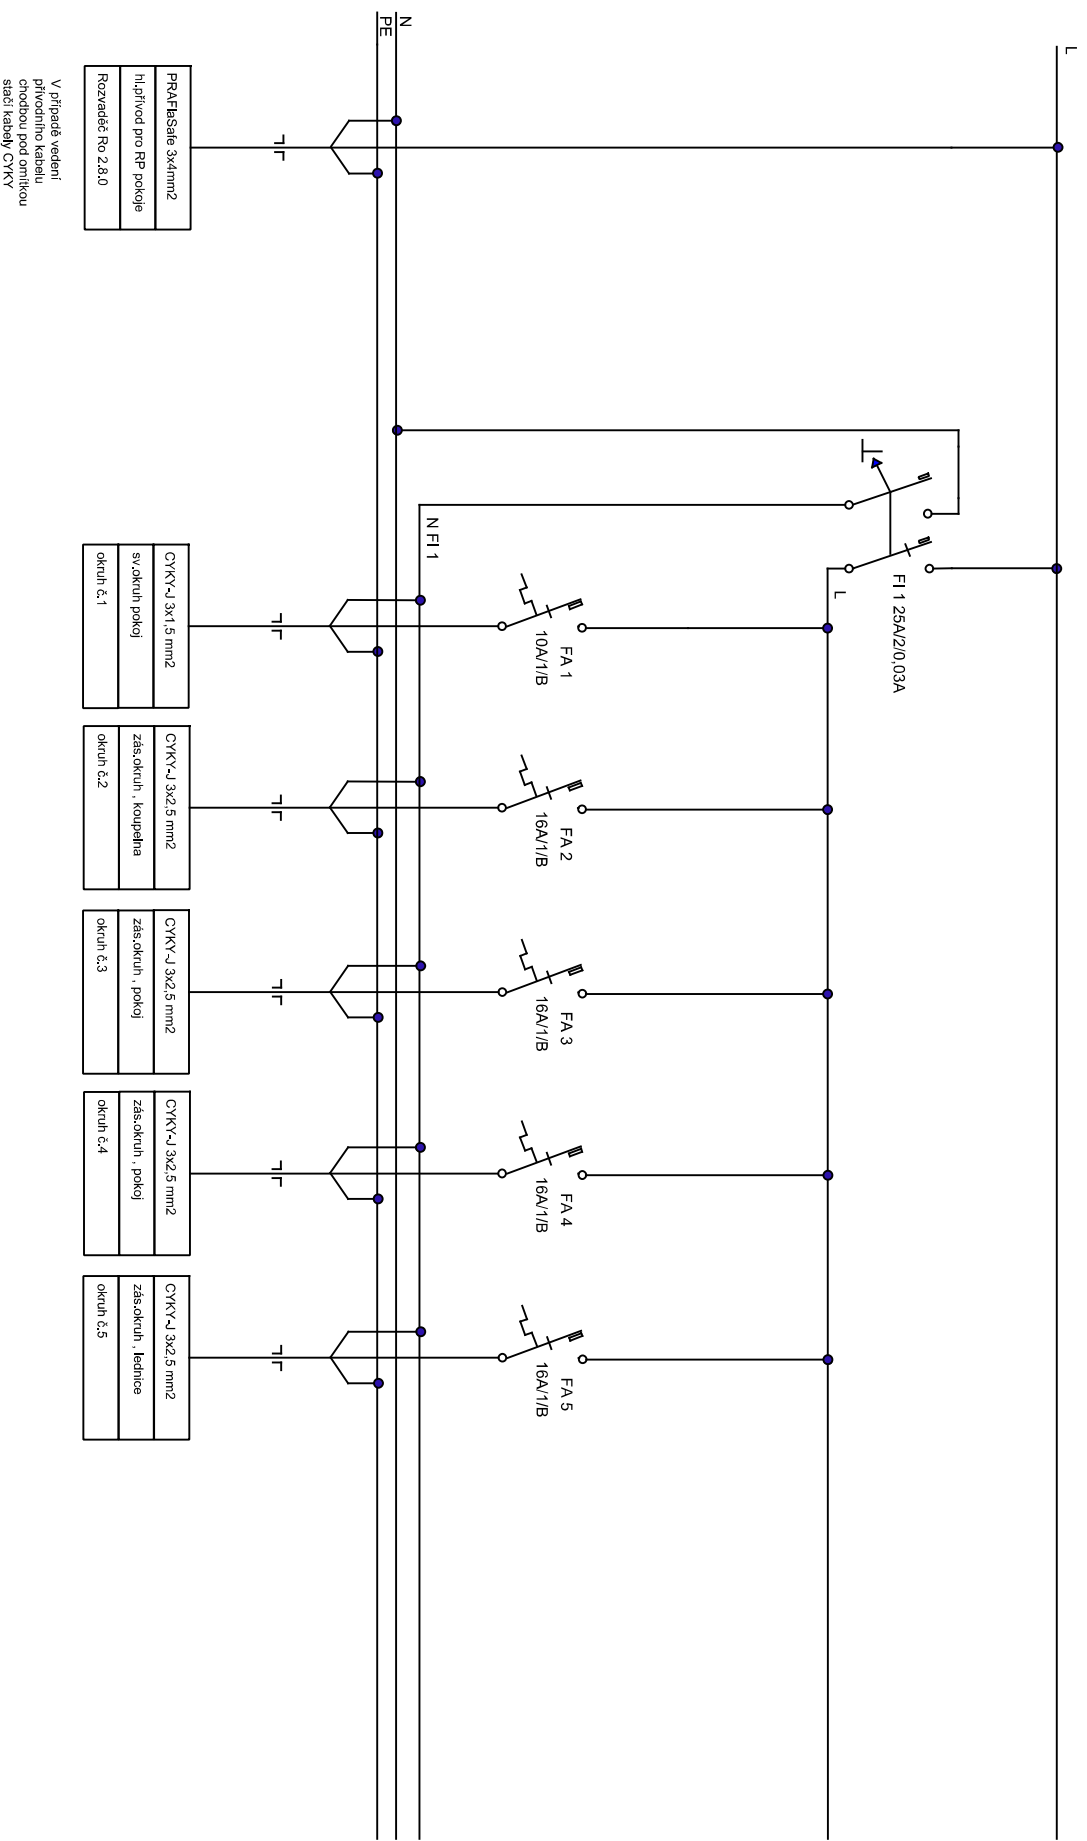 L
N
PE
FI 1 25A/2/0,03A
L
N FI 1
FA 1
10A/1/B
FA 2
16A/1/B
FA 3
16A/1/B
FA 4
16A/1/B
FA 5
16A/1/B
PRAFlaSafe 3x4mm2
hl.přívod pro RP pokoje
Rozvaděč Ro 2.8.0
V případě vedení
přívodního kabelu
chodbou pod omítkou
stačí kabely CYKY
CYKY-J 3x1,5 mm2
sv.okruh pokoj
okruh č.1
CYKY-J 3x2,5 mm2
zás.okruh , koupelna
okruh č.2
CYKY-J 3x2,5 mm2
zás.okruh , pokoj
okruh č.3
CYKY-J 3x2,5 mm2
zás.okruh , pokoj
okruh č.4
CYKY-J 3x2,5 mm2
zás.okruh , lednice
okruh č.5